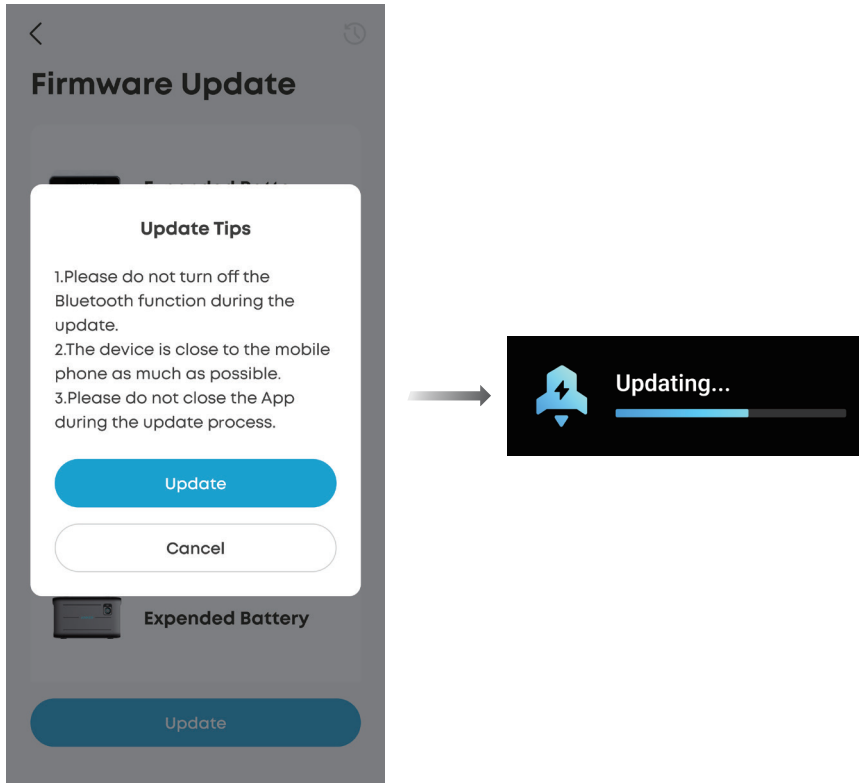 Firmware Update
Update Tips
1.Please do not turn off the
Bluetooth function during the
update.
2.The device is close to the mobile
phone as much as possible.
3.Please do not close the App
during the update process.
Update
Cancel
Expended Battery
Update
Updating...